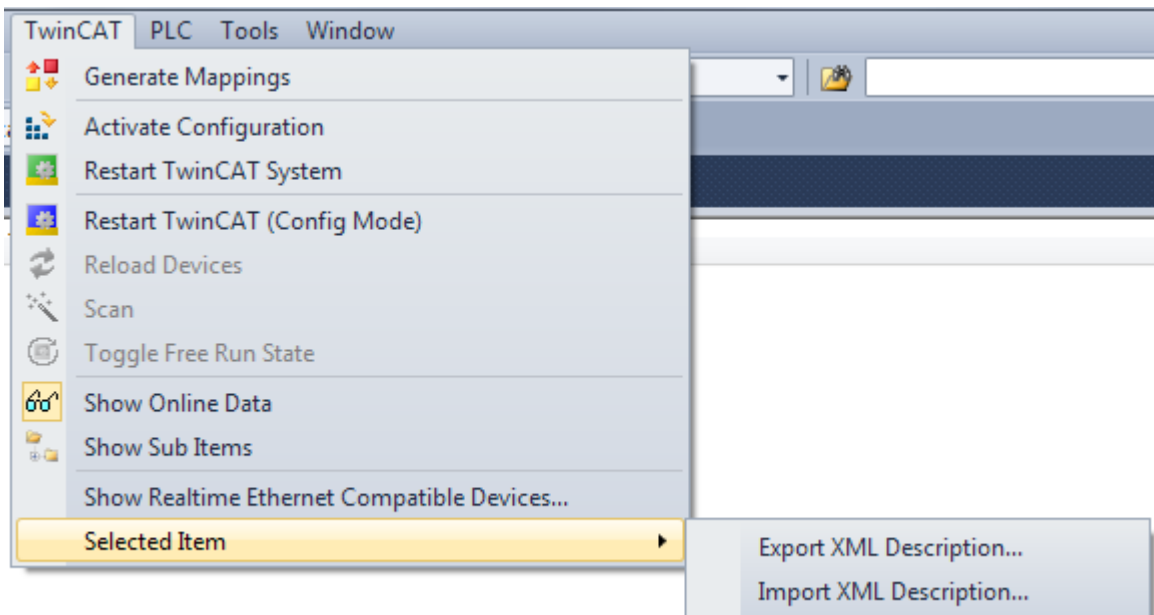 TwinCAT PLC Tools Window
Generate Mappings
Activate Configuration
Restart TwinCAT System
Restart TwinCAT (Config Mode)
Reload Devices
Scan
Toggle Free Run State
Show Online Data
Show Sub Items
Show Realtime Ethernet Compatible Devices...
Selected Item
Export XML Description...
Import XML Description...